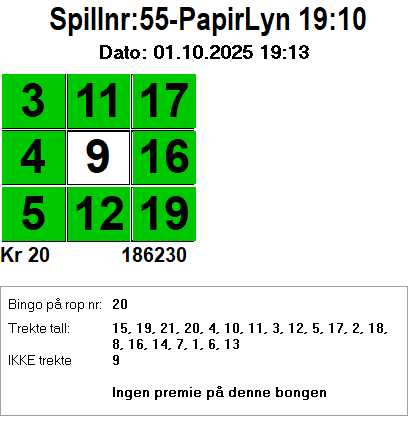 Spillnr:55-PapirLyn 19:10
Dato: 01.10.2025 19:13
3 11 17
4 9 16
5 12 19
Kr 20 186230
Bingo på rop nr: 20
Trekte tall: 15, 19, 21, 20, 4, 10, 11, 3, 12, 5, 17, 2, 18,
8, 16, 14, 7, 1, 6, 13
IKKE trekte 9
Ingen premie på denne bongen